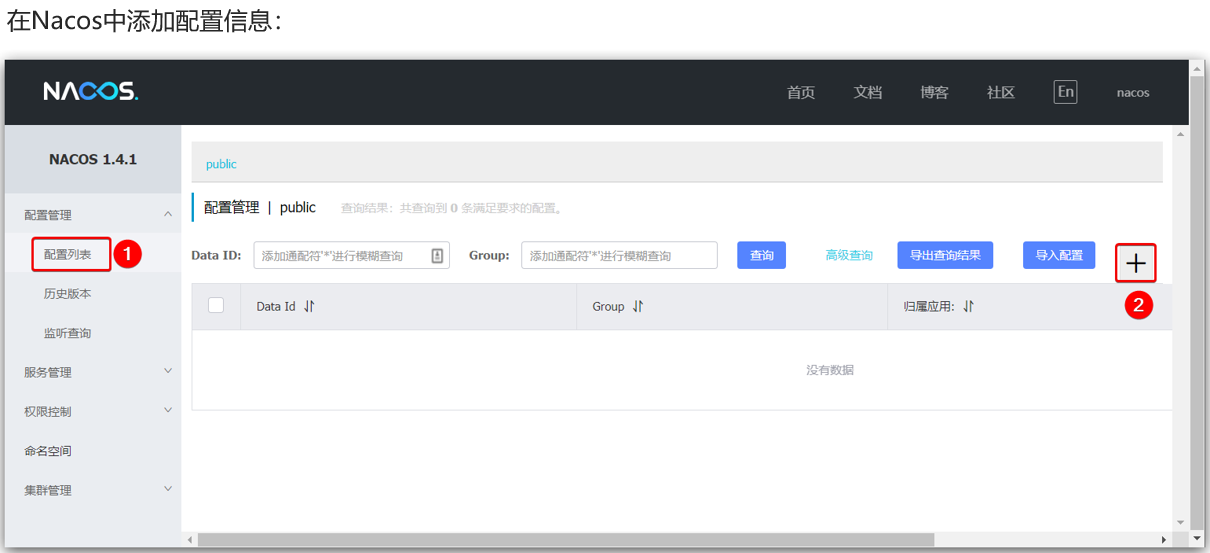 在Nacos中添加配置信息：
NACOS.
首页 文档 博客 社区 En nacos
NACOS 1.4.1
public
配置管理
配置管理 | public 查询结果：共查询到 0 条满足要求的配置。
配置列表 1
Data ID: 添加通配符'*'进行模糊查询 Group: 添加通配符'*'进行模糊查询 查询 高级查询 导出查询结果 导入配置 +
2
历史版本
Data Id Group 归属应用:
监听查询
服务管理
没有数据
权限控制
命名空间
集群管理